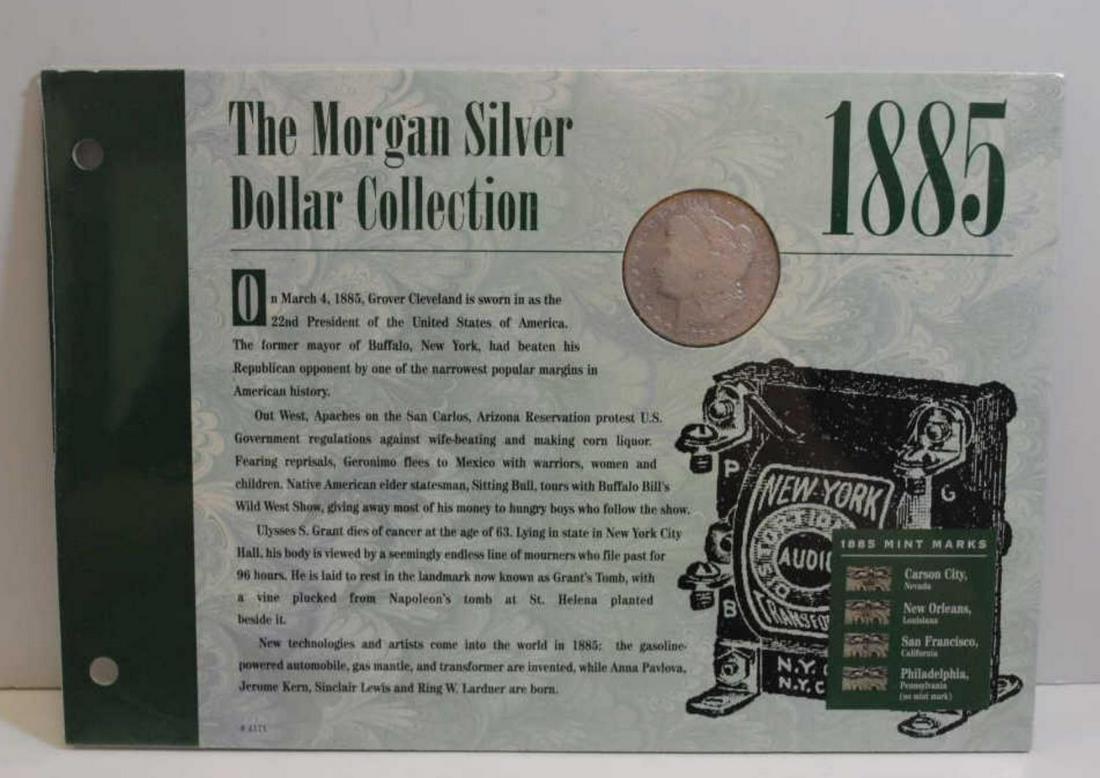 The Morgan Silver
Dollar Collection
1885
On March 4, 1885, Grover Cleveland is sworn in as the
22nd President of the United States of America.
The former mayor of Buffalo, New York, had beaten his
Republican opponent by one of the narrowest popular margins in
American history.
Out West, Apaches on the San Carlos, Arizona Reservation protest U.S.
Government regulations against wife-beating and making corn liquor.
Fearing reprisals, Geronimo flees to Mexico with warriors, women and
children. Native American elder statesman, Sitting Bull, tours with Buffalo Bill's
Wild West Show, giving away most of his money to hungry boys who follow the show.
Ulysses S. Grant dies of cancer at the age of 63. Lying in state in New York City
Hall, his body is viewed by a seemingly endless line of mourners who file past for
96 hours. He is laid to rest in the landmark now known as Grant's Tomb, with
a vine plucked from Napoleon's tomb at St. Helena planted
beside it.
New technologies and artists come into the world in 1885: the gasoline-
powered automobile, gas mantle, and transformer are invented, while Anna Pavlova,
Jerome Kern, Sinclair Lewis and Ring W. Lardner are born.
P
G
B
NEW YORK
AUDIO
TRANSFO
N.Y. C
N.Y.C
1885 MINT MARKS
Carson City,
Nevada
New Orleans,
Louisiana
San Francisco,
California
Philadelphia,
Pennsylvania
(no mint mark)